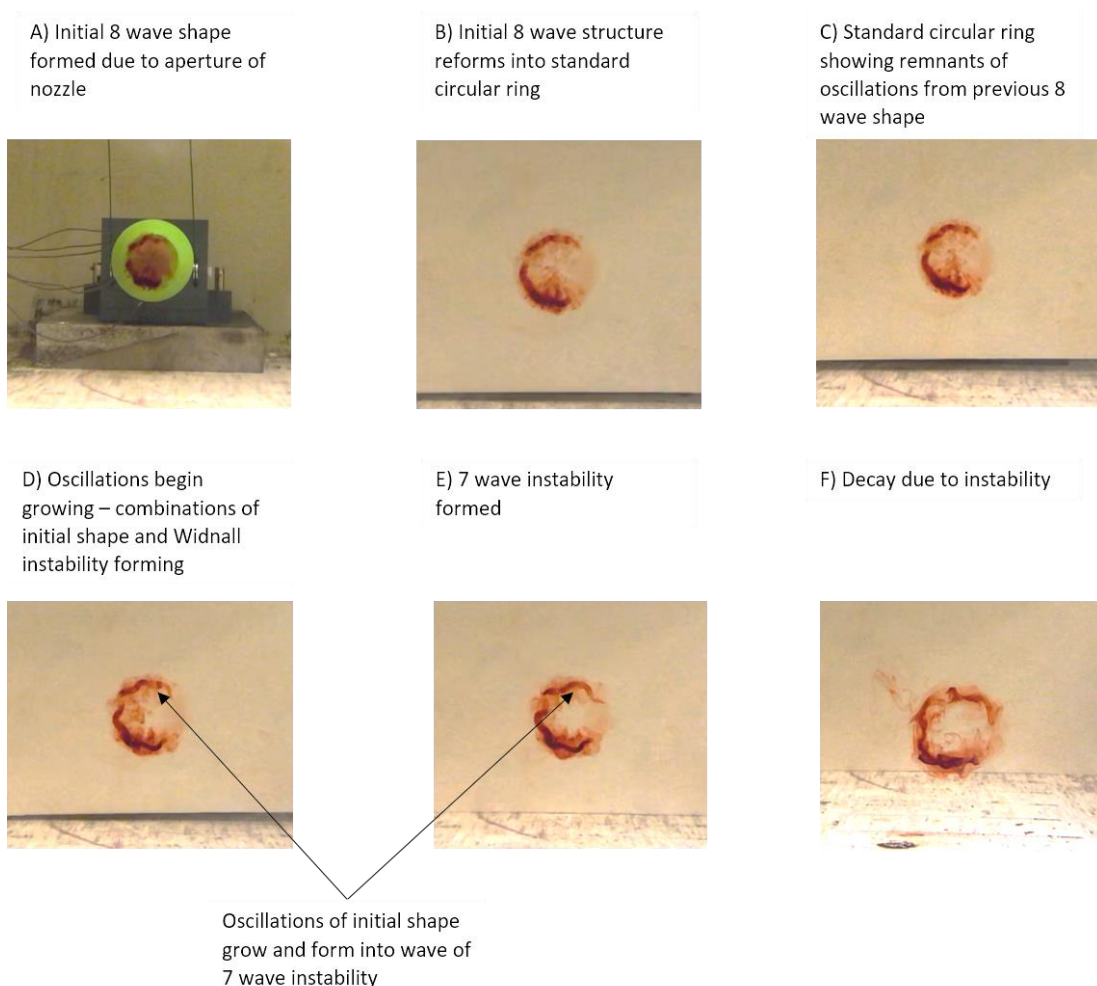 A) Initial 8 wave shape
formed due to aperture of
nozzle
B) Initial 8 wave structure
reforms into standard
circular ring
C) Standard circular ring
showing remnants of
oscillations from previous 8
wave shape
D) Oscillations begin
growing – combinations of
initial shape and Widnall
instability forming
E) 7 wave instability
formed
F) Decay due to instability
Oscillations of initial shape
grow and form into wave of
7 wave instability